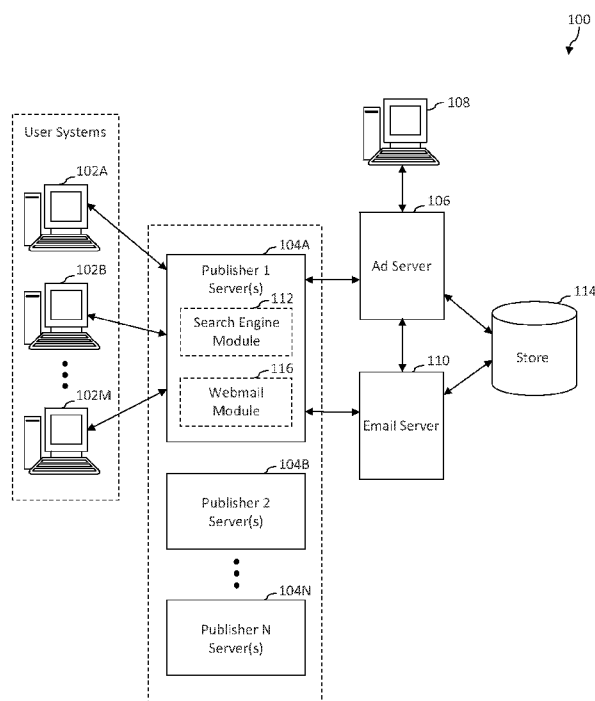 100
108
User Systems
102A
106
104A
Publisher 1
Server(s)
Ad Server
102B
112
114
Search Engine
Module
Store
110
116
102M
Webmail
Module
Email Server
104B
Publisher 2
Server(s)
104N
Publisher N
Server(s)